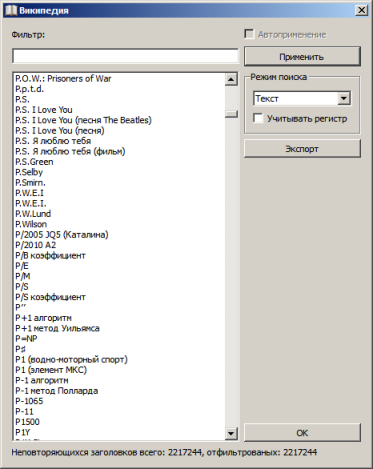 Википедия
Фильтр:
Автоприменение
Применить
Режим поиска
Текст
Учитывать регистр
Экспорт
P.O.W.: Prisoners of War
P.p.t.d.
P.S.
P.S. I Love You
P.S. I Love You (песня The Beatles)
P.S. I Love You (песня)
P.S. Я люблю тебя
P.S. Я люблю тебя (фильм)
P.S.Green
P.Selby
P.Smirn.
P.W.E.I
P.W.E.I.
P.W.Lund
P.Wilson
P/2005 JQ5 (Каталина)
P/2010 A2
P/B коэффициент
P/E
P/M
P/S
P/S коэффициент
P′′
P+1 алгоритм
P+1 метод Уильямса
P=NP
P♯
P1 (водно-моторный спорт)
P1 (элемент МКС)
P-1 алгоритм
P-1 метод Полларда
P-1065
P-11
P1500
P1Y
OK
Неповторяющихся заголовков всего: 2217244, отфильтрованых: 2217244